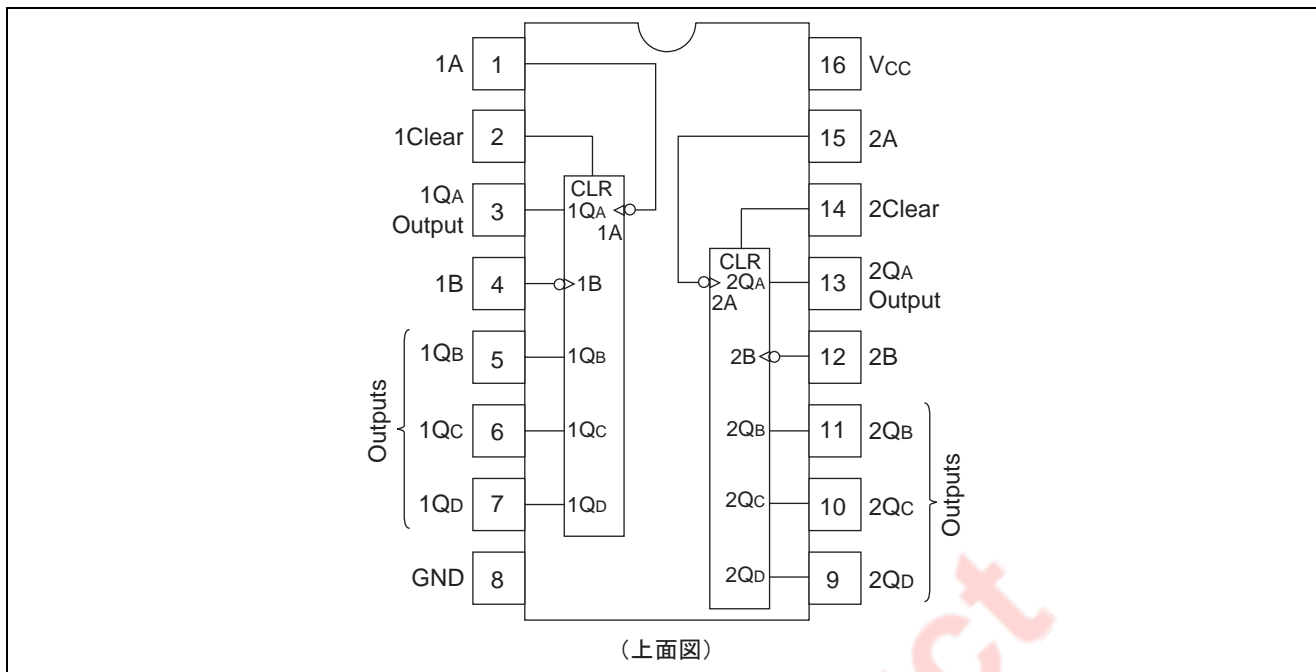 1A 1
1Clear 2
1QA Output 3
1B 4
1QB 5
1QC 6
1QD 7
GND 8
Outputs
CLR
1QA
1A
1B
1QB
1QC
1QD
16 VCC
15 2A
14 2Clear
13 2QA Output
12 2B
11 2QB
10 2QC
9 2QD
Outputs
CLR
2QA
2A
2B
2QB
2QC
2QD
(上面図)